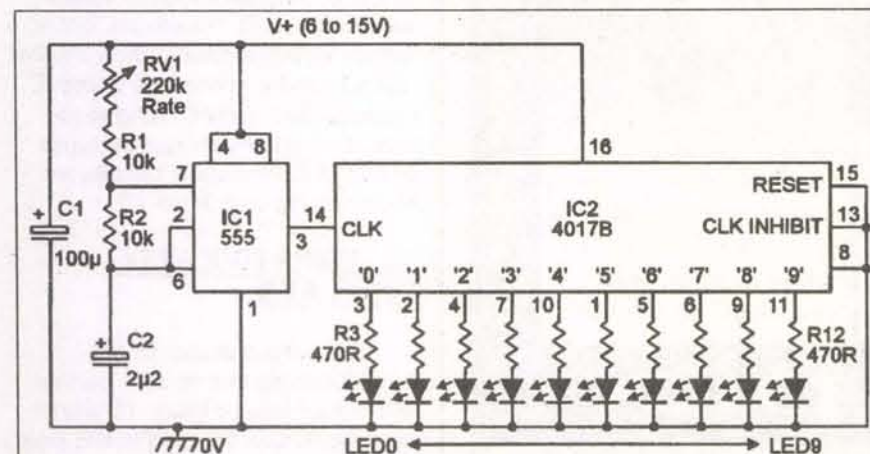 V+ (6 to 15V)
RV1
220k
Rate
R1
10k
R2
10k
C1
100µ
C2
2µ2
4 8
7
2
6
1
3
IC1
555
14
CLK
16
IC2
4017B
RESET
15
CLK INHIBIT
13
8
'0' '1' '2' '3' '4' '5' '6' '7' '8' '9'
3 2 4 7 10 1 5 6 9 11
R3
470R
R12
470R
0V
LED0
LED9